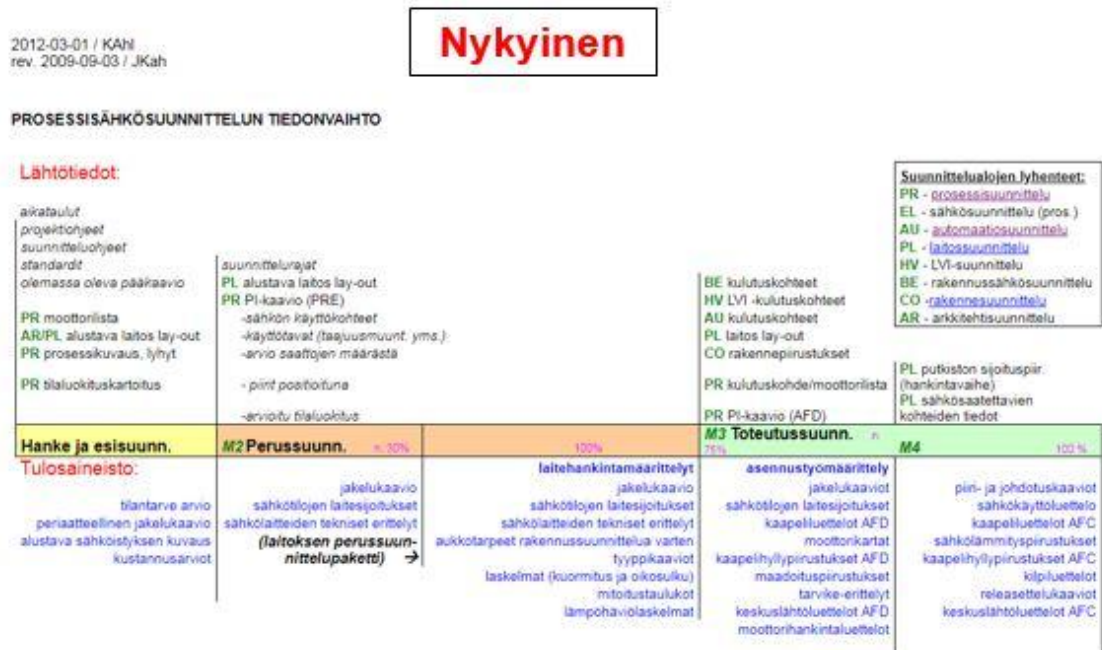 Nykyinen
2012-03-01 / KAhl
rev. 2009-09-03 / JKah
PROSESSISÄHKÖSUUNNITTELUN TIEDONVAIHTO
Lähtötiedot:
aikataulut
projektiohjeet
suunnitteluohjeet
standardit
olemassa oleva pääkaavio
PR moottorilista
AR/PL alustava laitos lay-out
PR prosessikuvaus, lyhyt
PR tilaluokituskartoitus
suunnittelurajat
PL alustava laitos lay-out
PR PI-kaavio (PRE)
-sähkön käyttökohteet
-käyttötavat (taajuusmuunt. yms.)
-arvio saattojen määrästä
- piirit positioituna
-arvioitu tilaluokitus
BE kulutuskohteet
HV LVI -kulutuskohteet
AU kulutuskohteet
PL laitos lay-out
CO rakennepiirustukset
PR kulutuskohde/moottorilista
PR PI-kaavio (AFD)
Suunnittelualojen lyhenteet:
PR - prosessisuunnittelu
EL - sähkösuunnittelu (pros.)
AU - automaatiosuunnittelu
PL - laitossuunnittelu
HV - LVI-suunnittelu
BE - rakennussähkösuunnittelu
CO -rakennesuunnittelu
AR - arkkitehtisuunnittelu
PL putkiston sijoituspiir.
(hankintavaihe)
PL sähkösaatettavien
kohteiden tiedot
Hanke ja esisuunn.
M2 Perussuunn. n. 30%
100%
M3 Toteutussuunn. n
75%
M4 100 %
Tulosaineisto:
tilantarve arvio
periaatteellinen jakelukaavio
alustava sähköistyksen kuvaus
kustannusarviot
jakelukaavio
sähkötilojen laitesijoitukset
sähkölaitteiden tekniset erittelyt
(laitoksen perussuun-
nittelupaketti) →
laitehankintamäärittelyt
jakelukaavio
sähkötilojen laitesijoitukset
sähkölaitteiden tekniset erittelyt
aukkotarpeet rakennussuunnittelua varten
tyyppikaaviot
laskelmat (kuormitus ja oikosulku)
mitoitustaulukot
lämpöhäviölaskelmat
asennustyömäärittely
jakelukaaviot
sähkötilojen laitesijoitukset
kaapeliluettelot AFD
moottorikartat
kaapelihyllypiirustukset AFD
maadoituspiirustukset
tarvike-erittelyt
keskuslähtöluettelot AFD
moottorihankintaluettelot
piiri- ja johdotuskaaviot
sähkökäyttöluettelo
kaapeliluettelot AFC
sähkölämmityspiirustukset
kaapelihyllypiirustukset AFC
kilpiluettelot
releasettelukaaviot
keskuslähtöluettelot AFC